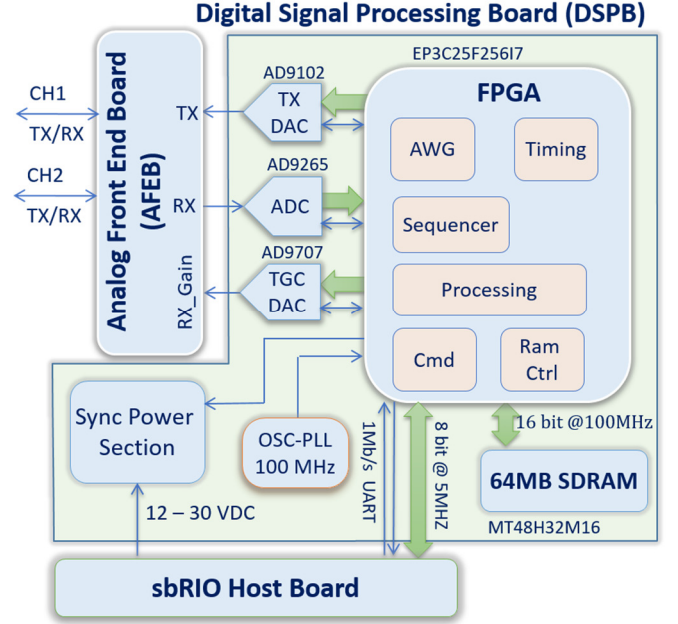 Digital Signal Processing Board (DSPB)
EP3C25F256I7
AD9102
FPGA
CH1
TX/RX
CH2
TX/RX
Analog Front End Board
(AFEB)
TX
RX
RX_Gain
TX
DAC
AD9265
ADC
AD9707
TGC
DAC
AWG
Timing
Sequencer
Processing
Cmd
Ram
Ctrl
Sync Power
Section
OSC-PLL
100 MHz
1Mb/s UART
8 bit @ 5MHZ
16 bit @100MHz
64MB SDRAM
MT48H32M16
12 – 30 VDC
sbRIO Host Board